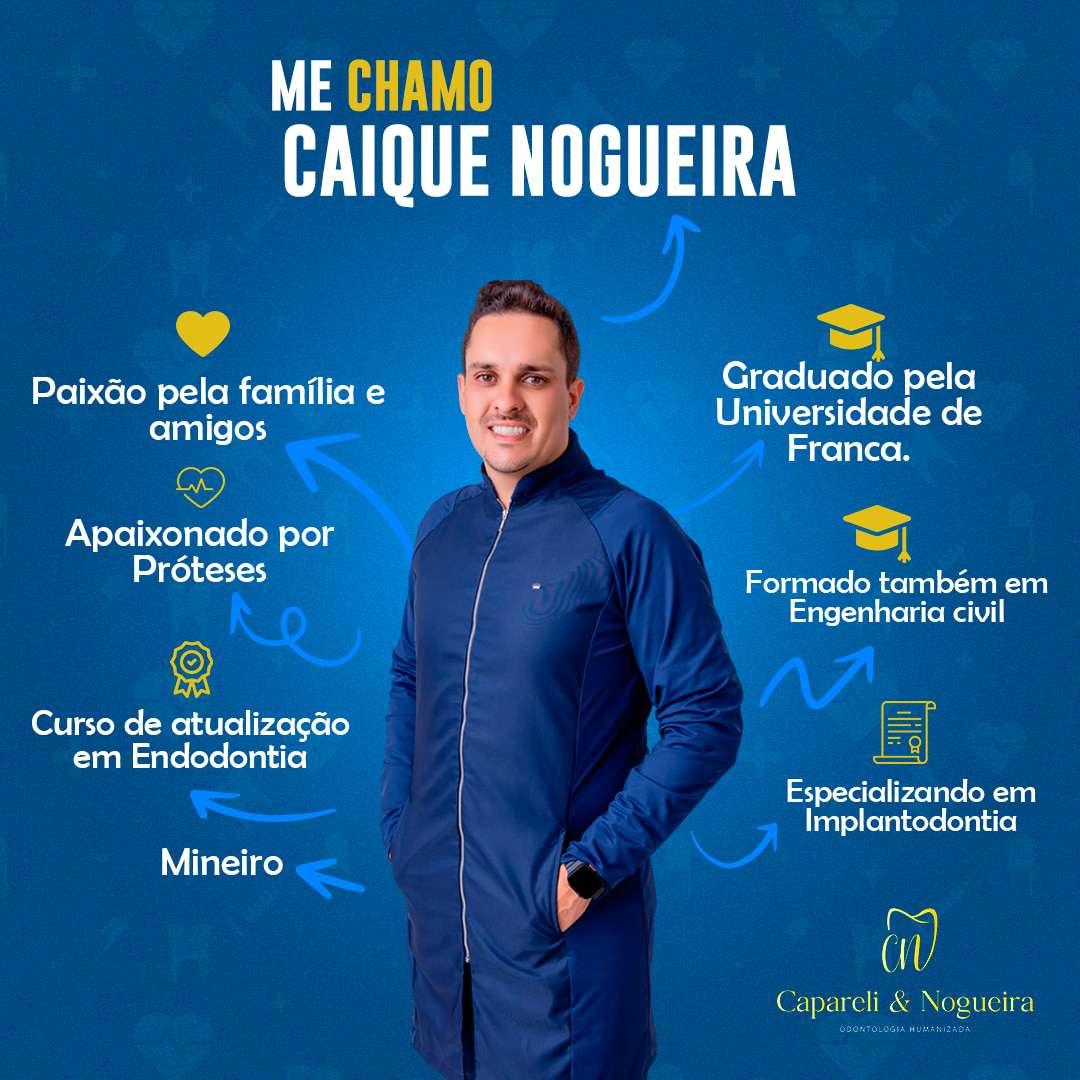 ME CHAMO
CAIQUE NOGUEIRA
Paixão pela família e
amigos
Apaixonado por
Próteses
Curso de atualização
em Endodontia
Mineiro
Graduado pela
Universidade de
Franca.
Formado também em
Engenharia civil
Especializando em
Implantodontia
CN
Capareli & Nogueira
ODONTOLOGIA HUMANIZADA